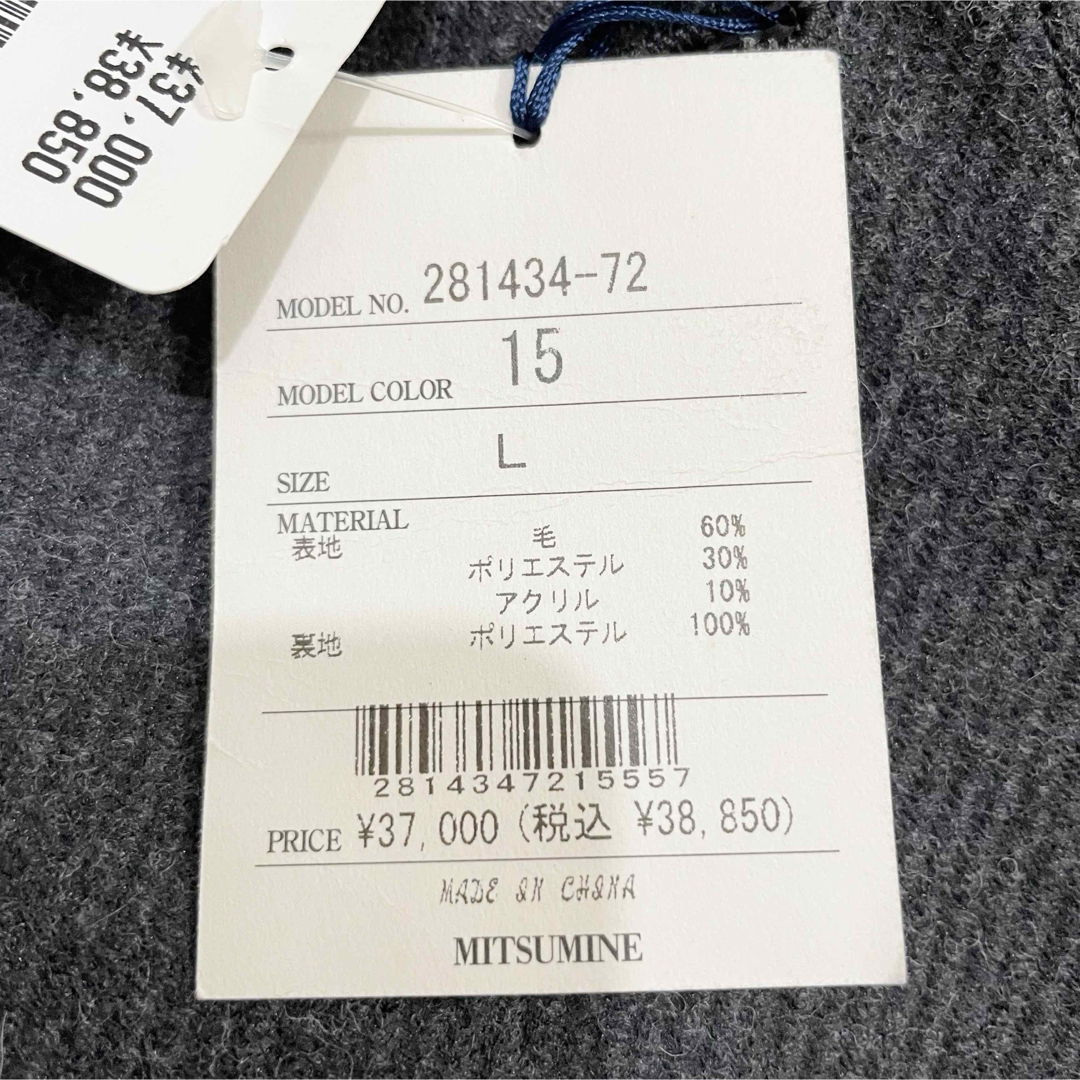 ¥37,000
¥38,850
MODEL NO. 281434-72
MODEL COLOR 15
SIZE L
MATERIAL
表地 毛 60%
ポリエステル 30%
アクリル 10%
裏地 ポリエステル 100%
2814347215557
PRICE ¥37,000 (税込 ¥38,850)
MADE IN CHINA
MITSUMINE